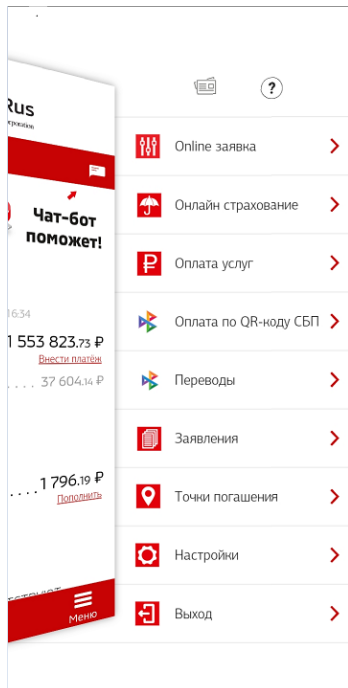 Rus
Чат-бот
поможет!
16:34
1 553 823.73 ₽
Внести платёж
.... 37 604.14 ₽
....1 796.19 ₽
Пополнить
Меню
?
Online заявка
Онлайн страхование
Оплата услуг
Оплата по QR-коду СБП
Переводы
Заявления
Точки погашения
Настройки
Выход